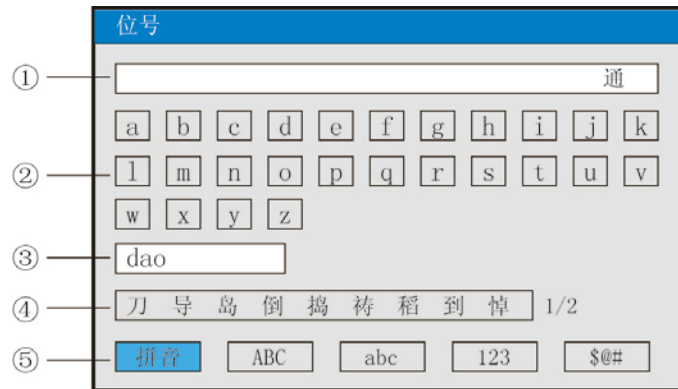 位号
① 通
a b c d e f g h i j k
② l m n o p q r s t u v
w x y z
③ dao
④ 刀 导 岛 倒 捣 祷 稻 到 悼 1/2
⑤ 拼音 ABC abc 123 $@#